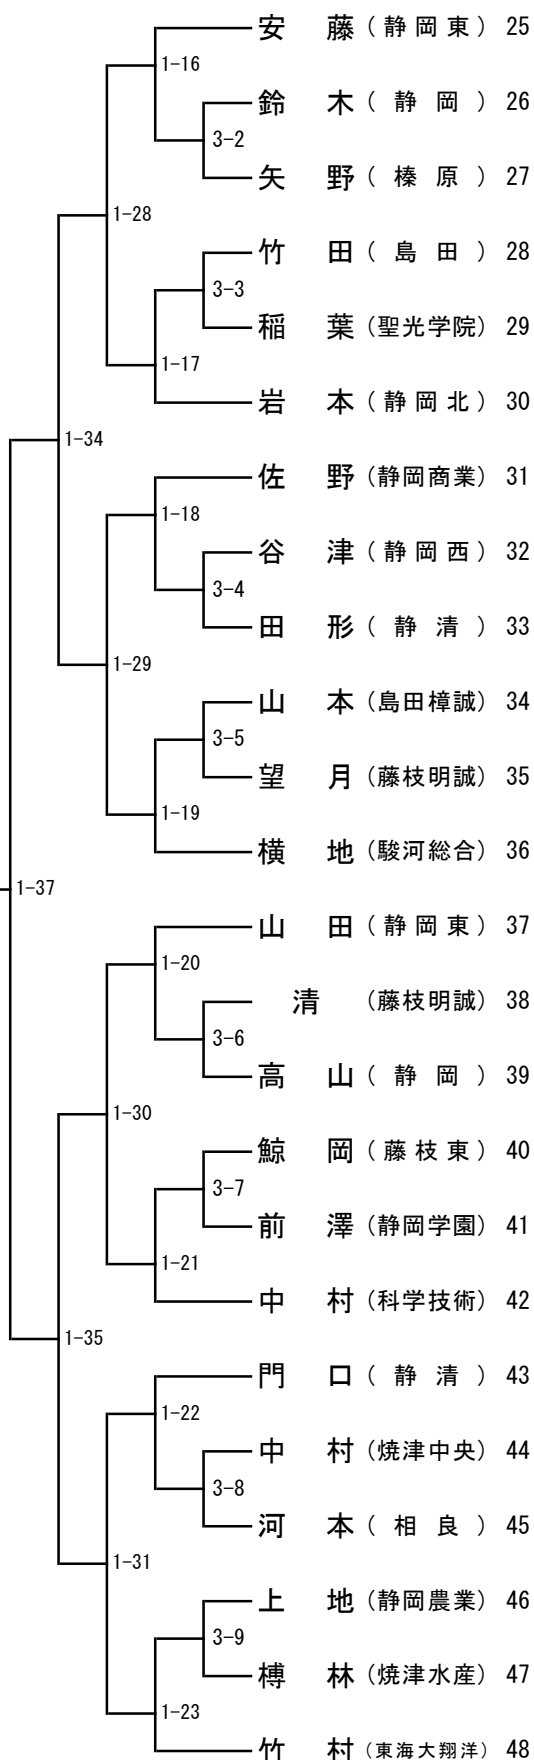 安 藤 (静岡東) 25
1-16
鈴 木 (静 岡) 26
3-2
矢 野 (榛 原) 27
1-28
竹 田 (島 田) 28
3-3
稲 葉 (聖光学院) 29
1-17
岩 本 (静岡北) 30
1-34
佐 野 (静岡商業) 31
1-18
谷 津 (静岡西) 32
3-4
田 形 (静 清) 33
1-29
山 本 (島田樟誠) 34
3-5
望 月 (藤枝明誠) 35
1-19
横 地 (駿河総合) 36
1-37
山 田 (静岡東) 37
1-20
清 (藤枝明誠) 38
3-6
高 山 (静 岡) 39
1-30
鯨 岡 (藤枝東) 40
3-7
前 澤 (静岡学園) 41
1-21
中 村 (科学技術) 42
1-35
門 口 (静 清) 43
1-22
中 村 (焼津中央) 44
3-8
河 本 (相 良) 45
1-31
上 地 (静岡農業) 46
3-9
榑 林 (焼津水産) 47
1-23
竹 村 (東海大翔洋) 48